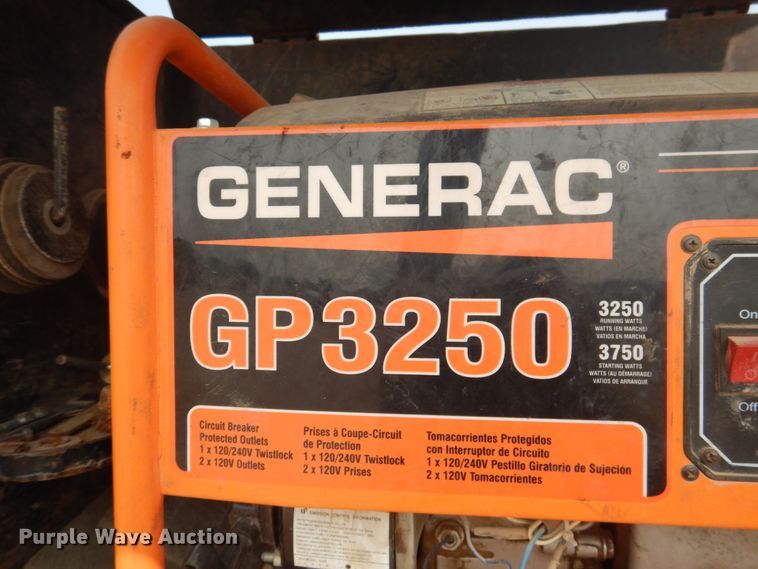 GENERAC®
GP3250
3250
RUNNING WATTS
WATTS (EN MARCHE)
VATIOS EN MARCHA
3750
STARTING WATTS
WATTS (AU DÉMARRAGE)
VATIOS DE ARRANQUE
On
Off
Circuit Breaker
Protected Outlets
1 x 120/240V Twistlock
2 x 120V Outlets
Prises à Coupe-Circuit
de Protection
1 x 120/240V Twistlock
2 x 120V Prises
Tomacorrientes Protegidos
con Interruptor de Circuito
1 x 120/240V Pestillo Giratorio de Sujeción
2 x 120V Tomacorrientes
EMISSION CONTROL INFORMATION
Purple Wave Auction